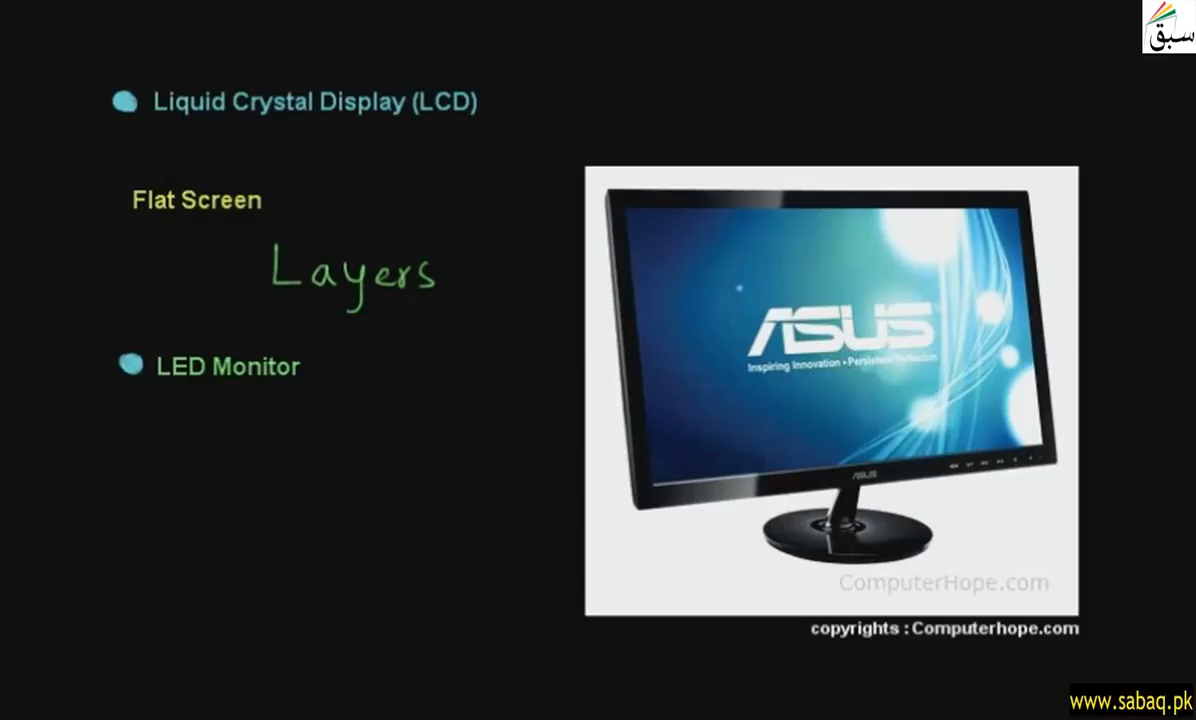 سبق
Liquid Crystal Display (LCD)
Flat Screen
Layers
LED Monitor
ASUS
Inspiring Innovation • Persistent Perfection
ASUS
ComputerHope.com
copyrights : Computerhope.com
www.sabaq.pk